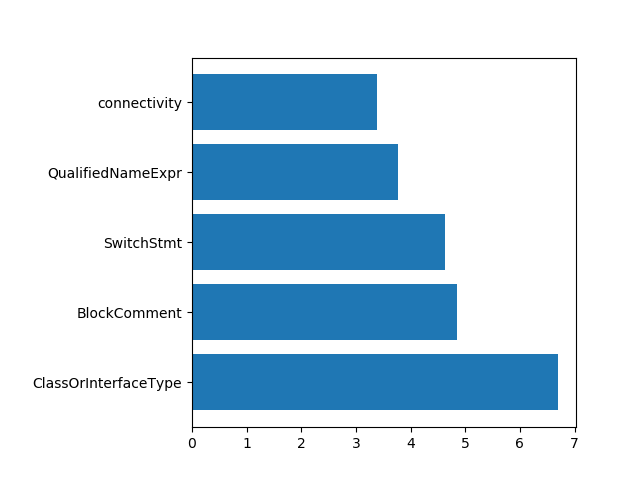 connectivity
QualifiedNameExpr
SwitchStmt
BlockComment
ClassOrInterfaceType
0 1 2 3 4 5 6 7